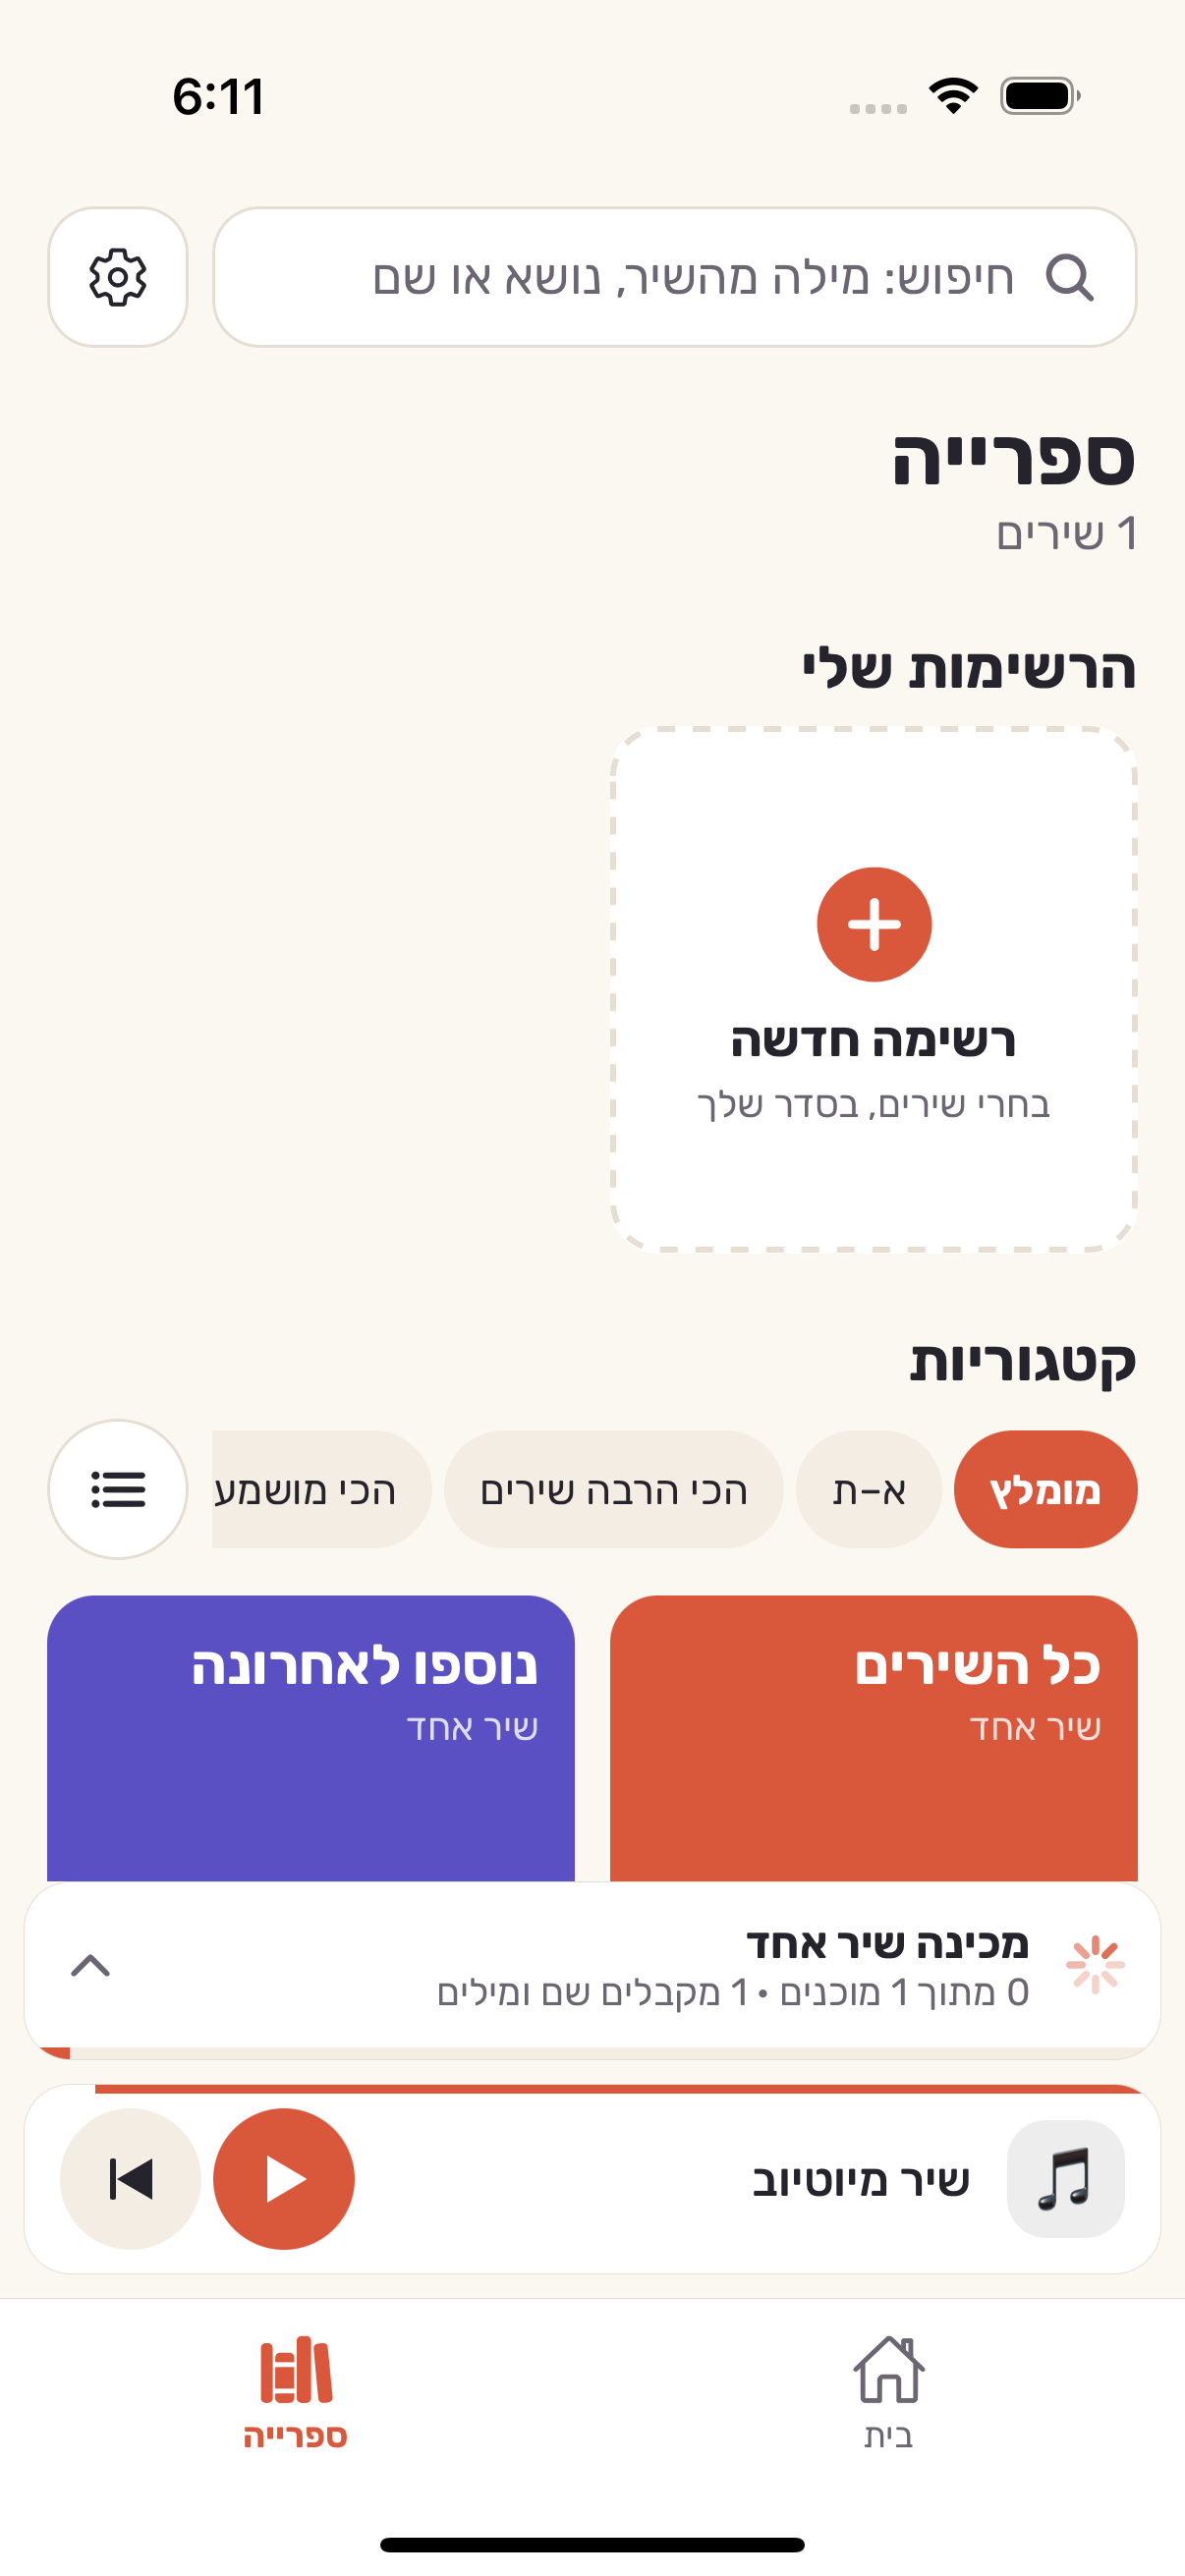 6:11
חיפוש: מילה מהשיר, נושא או שם
ספרייה
1 שירים
הרשימות שלי
רשימה חדשה
בחרי שירים, בסדר שלך
קטגוריות
מומלץ
א–ת
הכי הרבה שירים
הכי מושמע
כל השירים
שיר אחד
נוספו לאחרונה
שיר אחד
מכינה שיר אחד
0 מתוך 1 מוכנים • 1 מקבלים שם ומילים
שיר מיוטיוב
בית
ספרייה